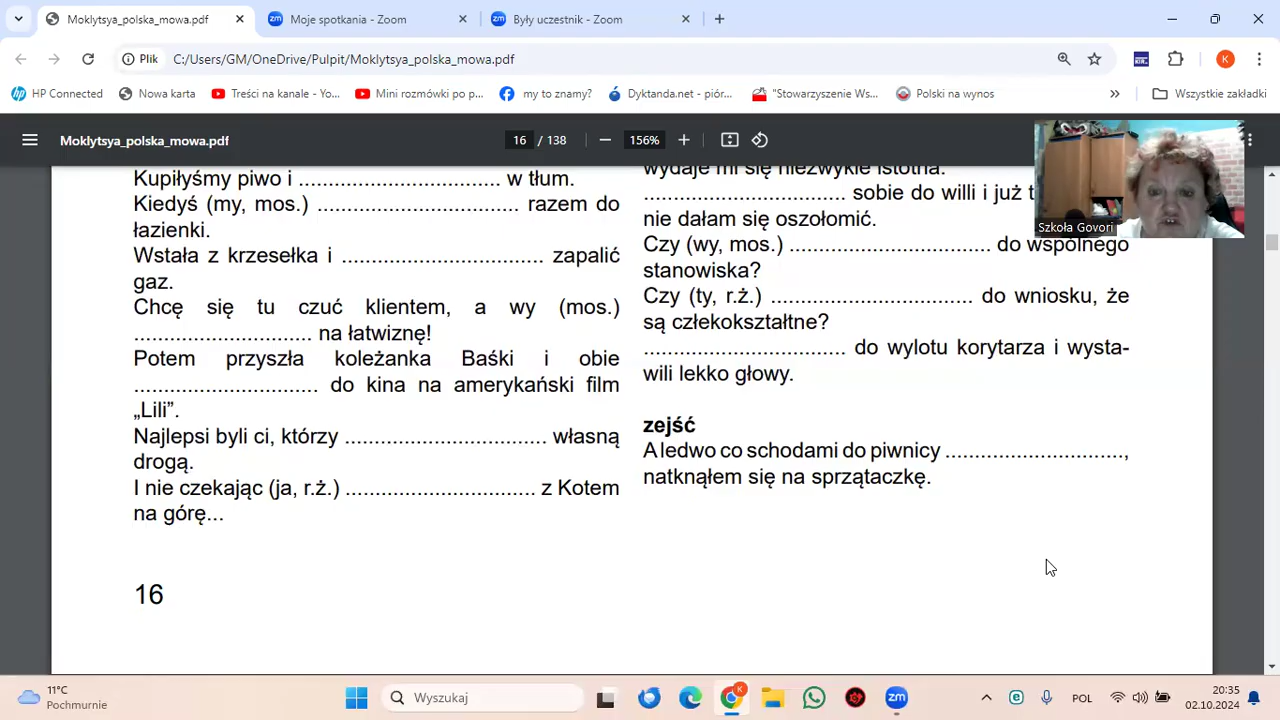 Moklytsya_polska_mowa.pdf
Moje spotkania - Zoom
Były uczestnik - Zoom
Plik
C:/Users/GM/OneDrive/Pulpit/Moklytsya_polska_mowa.pdf
K
HP Connected
Nowa karta
Treści na kanale - Yo...
Mini rozmówki po p...
my to znamy?
Dyktanda.net - piór...
"Stowarzyszenie Ws...
Polski na wynos
Wszystkie zakładki
Moklytsya_polska_mowa.pdf
16 / 138
156%
Szkoła Govori
Kupiłyśmy piwo i .................................. w tłum.
Kiedyś (my, mos.) .................................. razem do
łazienki.
Wstała z krzesełka i .................................. zapalić
gaz.
Chcę się tu czuć klientem, a wy (mos.)
.............................. na łatwiznę!
Potem przyszła koleżanka Baśki i obie
............................... do kina na amerykański film
„Lili”.
Najlepsi byli ci, którzy .................................. własną
drogą.
I nie czekając (ja, r.ż.) ................................ z Kotem
na górę...
16
wydaje mi się niezwykle istotna.
.................................. sobie do willi i już t
nie dałam się oszołomić.
Czy (wy, mos.) .................................. do wspólnego
stanowiska?
Czy (ty, r.ż.) .................................. do wniosku, że
są człekokształtne?
.................................. do wylotu korytarza i wysta-
wili lekko głowy.
zejść
A ledwo co schodami do piwnicy ..............................,
natknąłem się na sprzątaczkę.
11°C
Pochmurnie
Wyszukaj
POL
20:35
02.10.2024